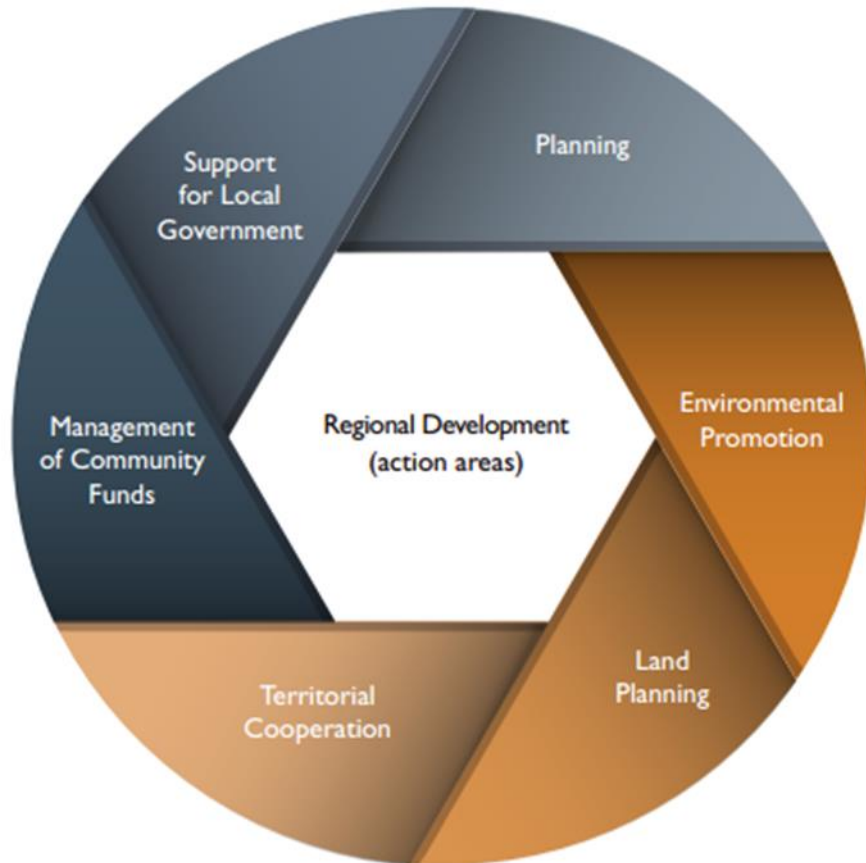 Support
for Local
Government
Planning
Environmental
Promotion
Land
Planning
Territorial
Cooperation
Management
of Community
Funds
Regional Development
(action areas)